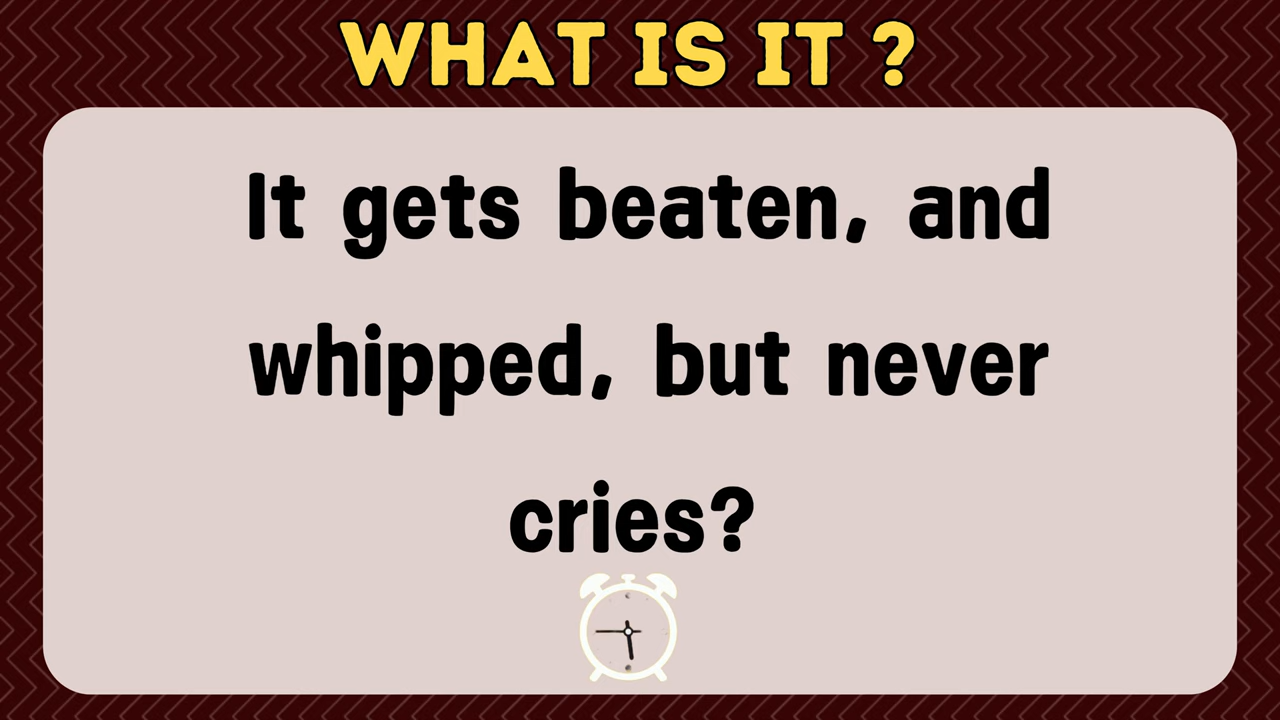 WHAT IS IT ?
It gets beaten, and
whipped, but never
cries?